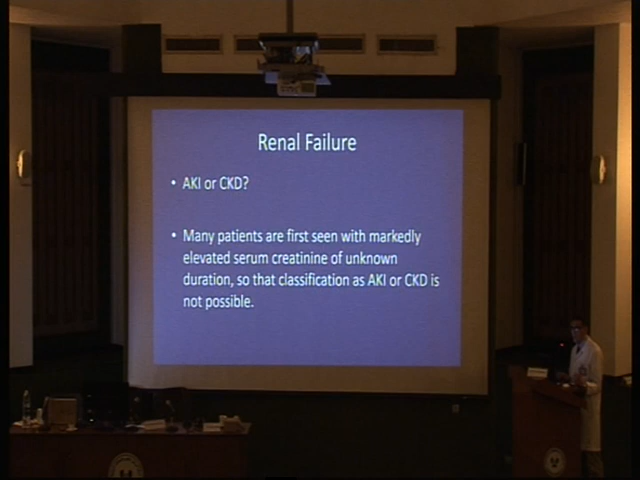 Renal Failure
• AKI or CKD?
• Many patients are first seen with markedly
elevated serum creatinine of unknown
duration, so that classification as AKI or CKD is
not possible.